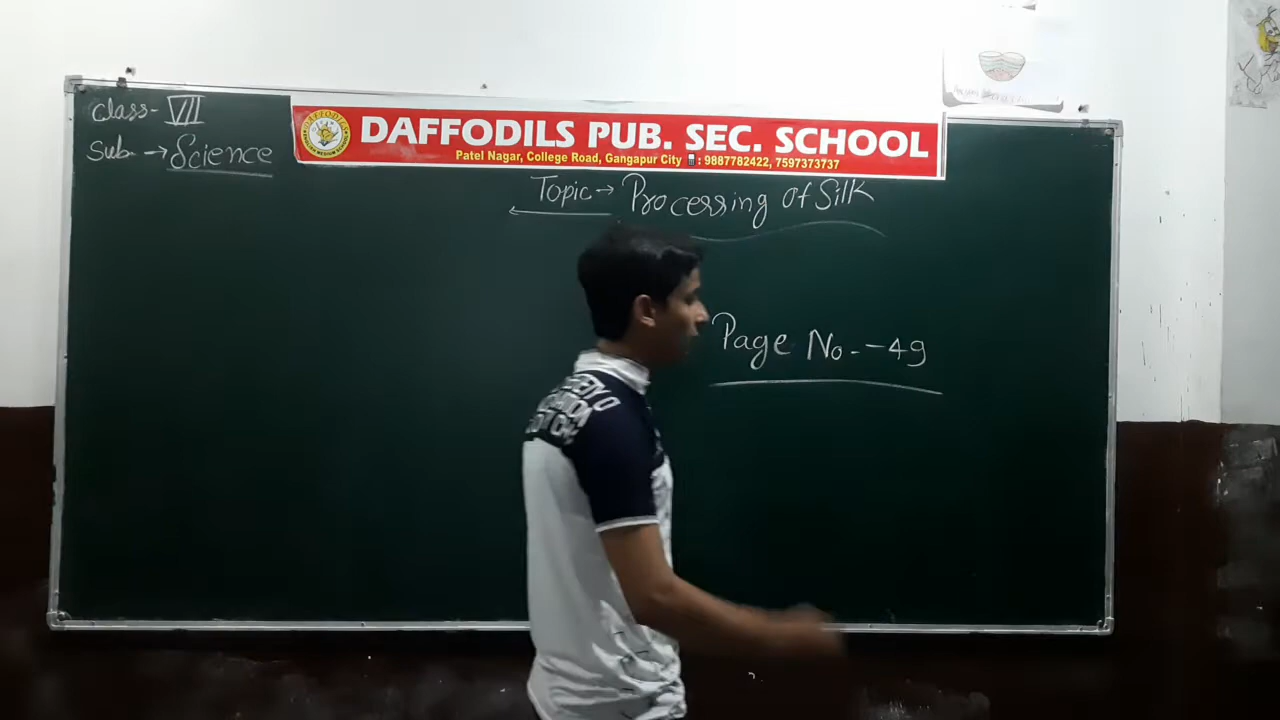 Class- VII
Sub. → Science
DAFFODILS PUB. SEC. SCHOOL
Patel Nagar, College Road, Gangapur City : 9887782422, 7597373737
Topic → Processing of Silk
Page No. - 49